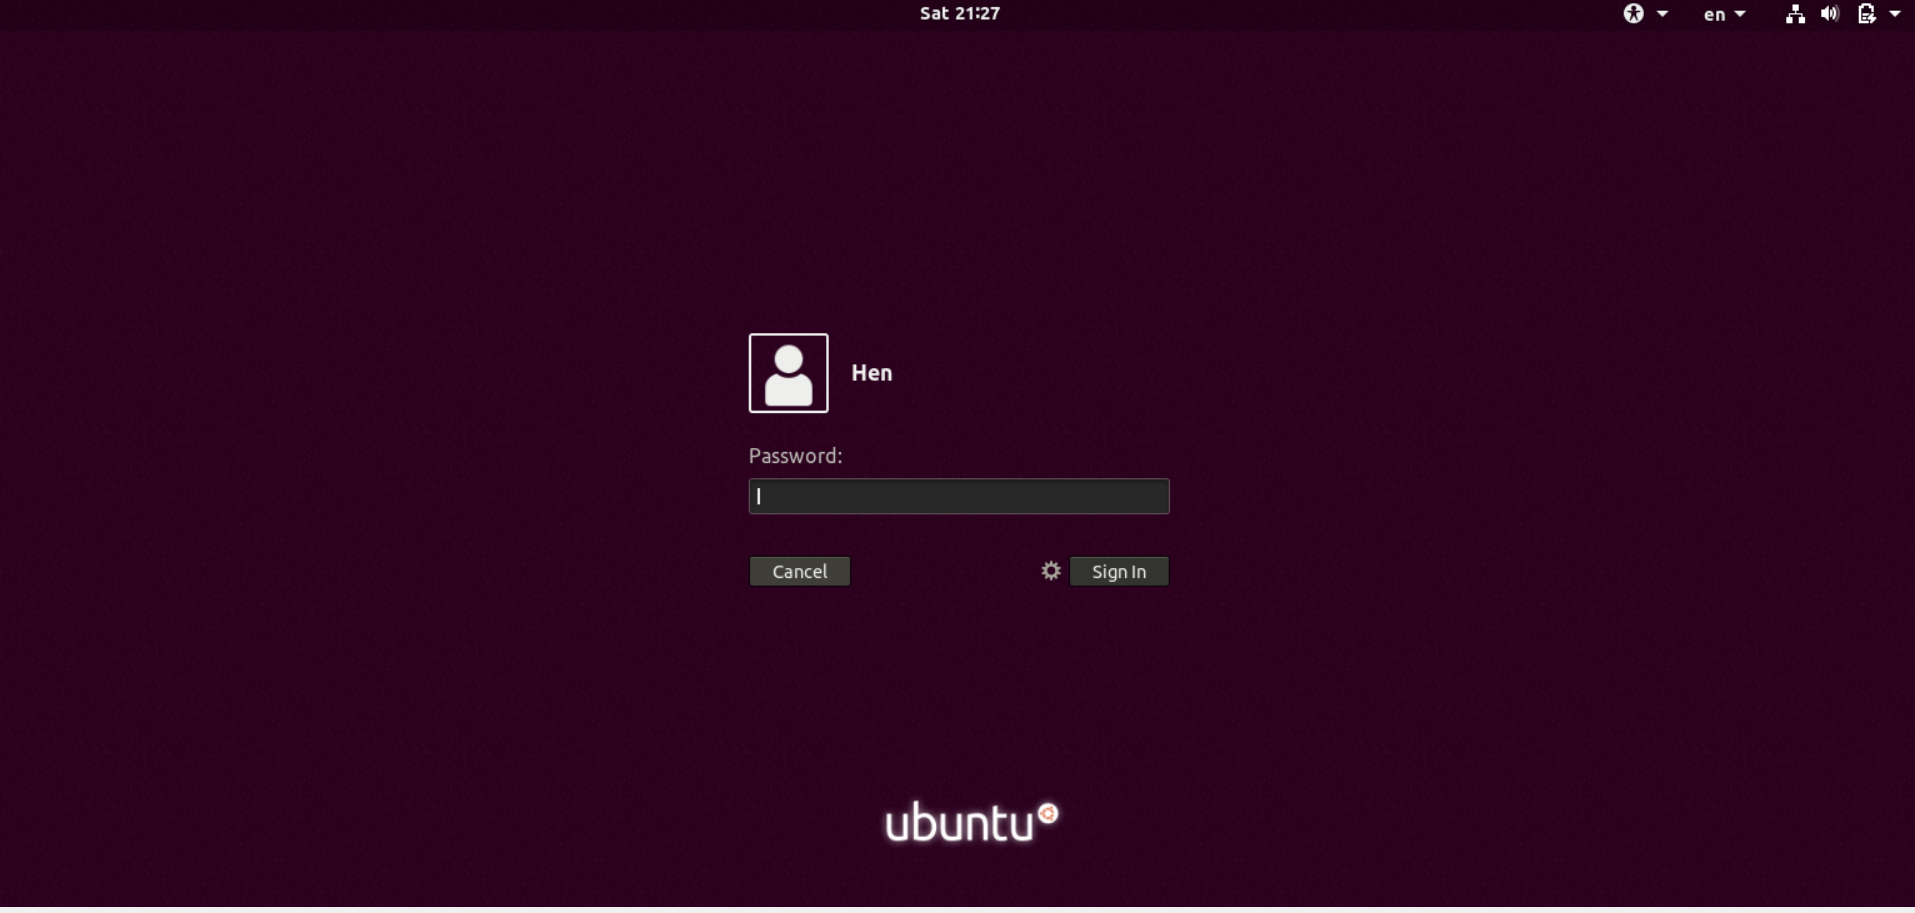 Sat 21:27
en
Hen
Password:
Cancel
Sign In
ubuntu